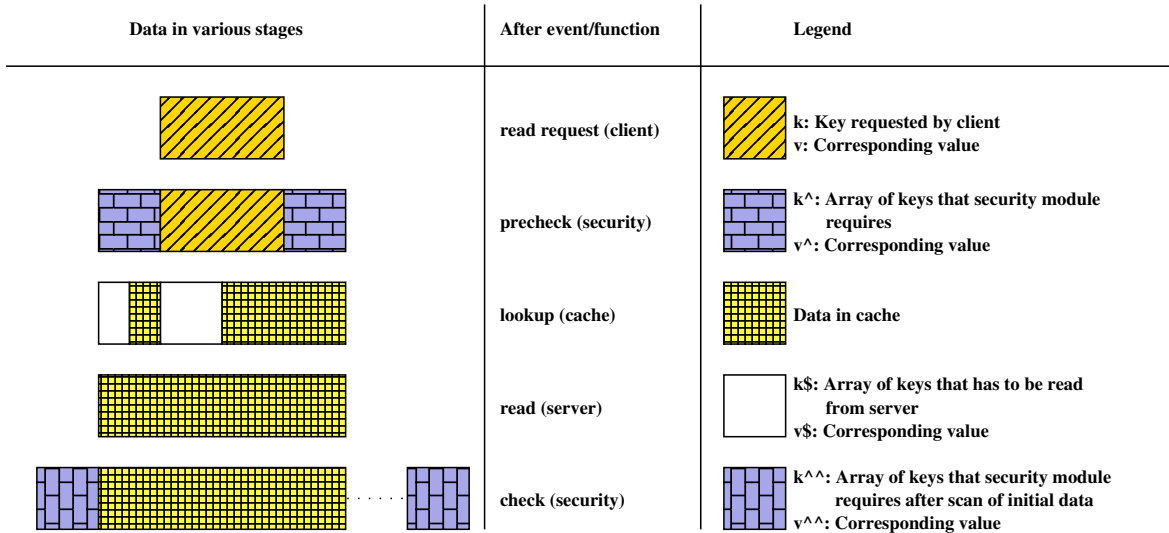 Data in various stages
After event/function
Legend
read request (client)
k: Key requested by client
v: Corresponding value
precheck (security)
k^: Array of keys that security module
requires
v^: Corresponding value
lookup (cache)
Data in cache
read (server)
k$: Array of keys that has to be read
from server
v$: Corresponding value
check (security)
k^^: Array of keys that security module
requires after scan of initial data
v^^: Corresponding value